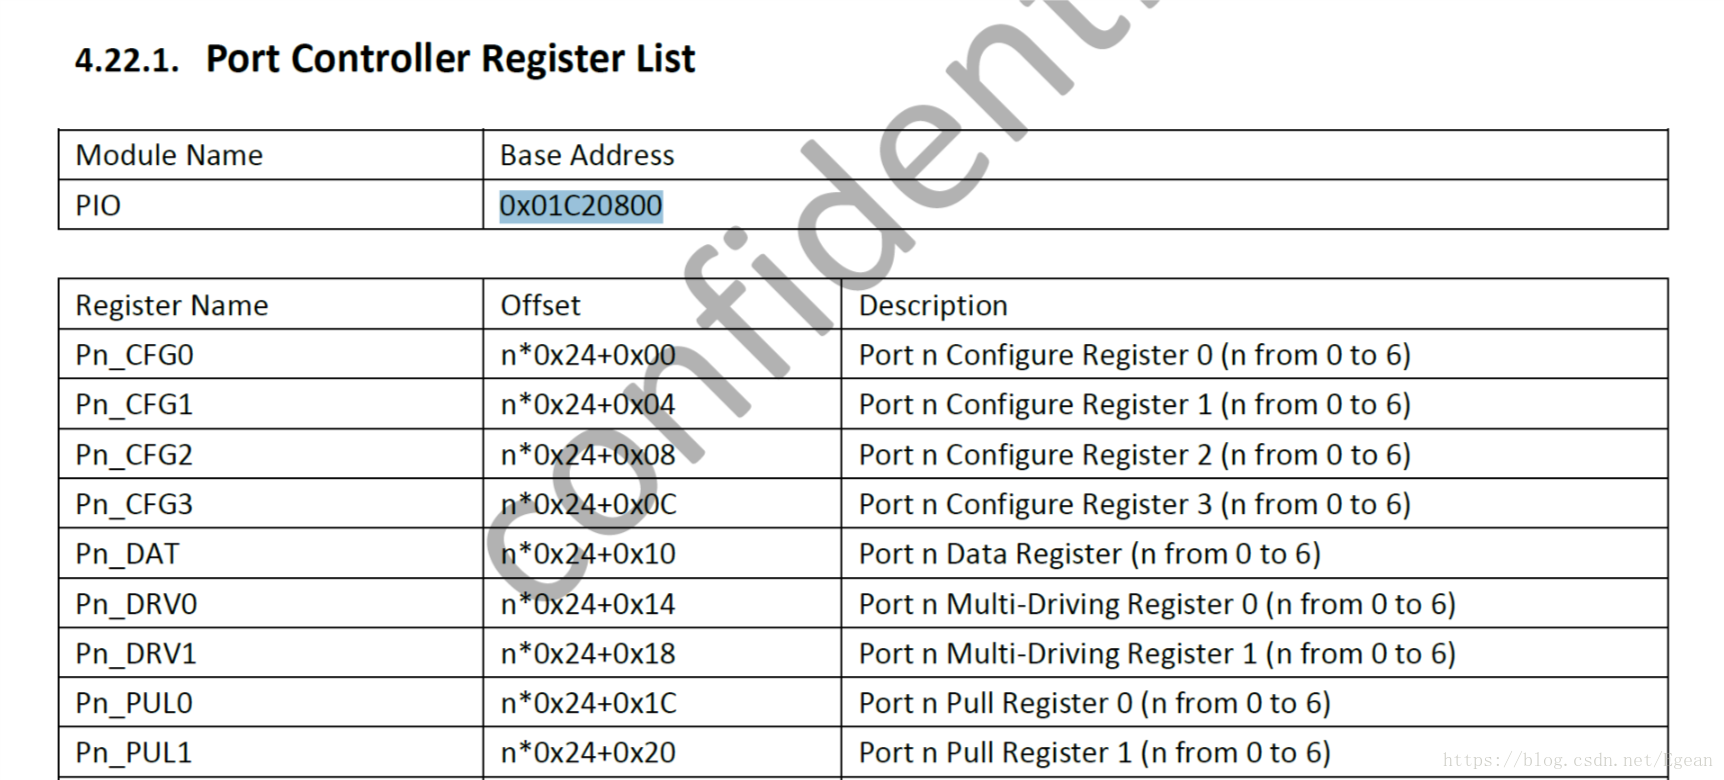 4.22.1. Port Controller Register List
Module Name Base Address
PIO 0x01C20800
Register Name Offset Description
Pn_CFG0 n*0x24+0x00 Port n Configure Register 0 (n from 0 to 6)
Pn_CFG1 n*0x24+0x04 Port n Configure Register 1 (n from 0 to 6)
Pn_CFG2 n*0x24+0x08 Port n Configure Register 2 (n from 0 to 6)
Pn_CFG3 n*0x24+0x0C Port n Configure Register 3 (n from 0 to 6)
Pn_DAT n*0x24+0x10 Port n Data Register (n from 0 to 6)
Pn_DRV0 n*0x24+0x14 Port n Multi-Driving Register 0 (n from 0 to 6)
Pn_DRV1 n*0x24+0x18 Port n Multi-Driving Register 1 (n from 0 to 6)
Pn_PUL0 n*0x24+0x1C Port n Pull Register 0 (n from 0 to 6)
Pn_PUL1 n*0x24+0x20 Port n Pull Register 1 (n from 0 to 6)
confident
https://blog.csdn.net/Egean